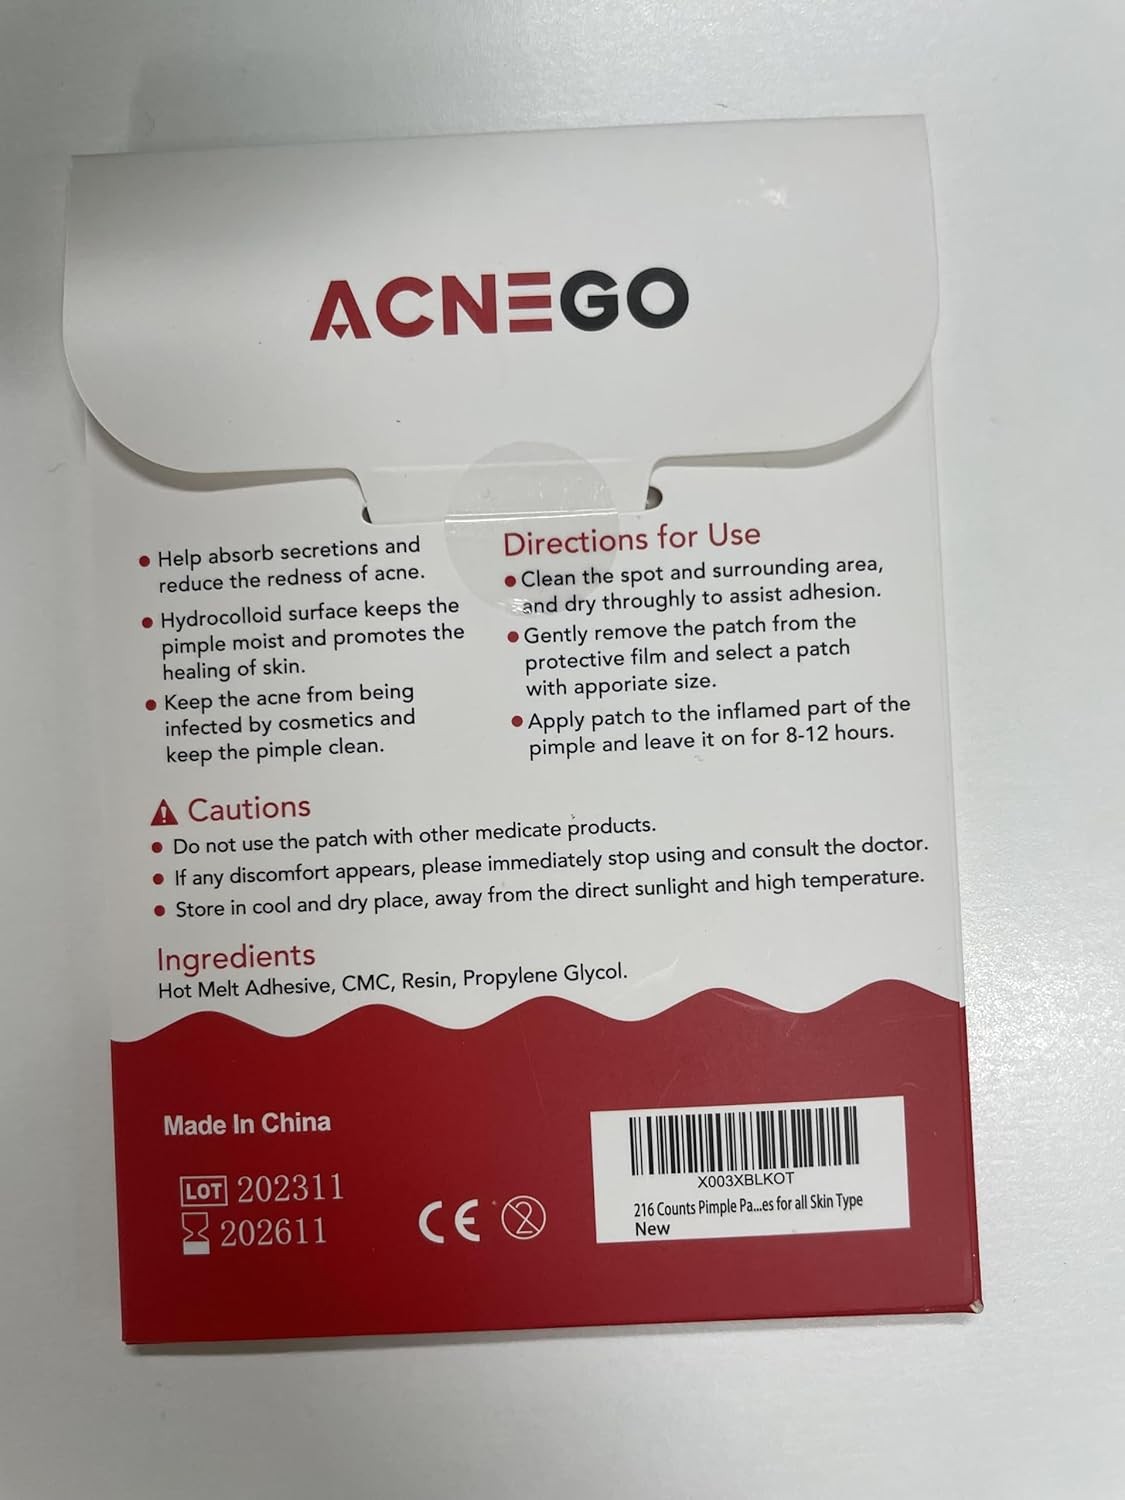 ACNEGO
• Help absorb secretions and
reduce the redness of acne.
• Hydrocolloid surface keeps the
pimple moist and promotes the
healing of skin.
• Keep the acne from being
infected by cosmetics and
keep the pimple clean.
Directions for Use
• Clean the spot and surrounding area,
and dry throughly to assist adhesion.
• Gently remove the patch from the
protective film and select a patch
with apporiate size.
• Apply patch to the inflamed part of the
pimple and leave it on for 8-12 hours.
Cautions
• Do not use the patch with other medicate products.
• If any discomfort appears, please immediately stop using and consult the doctor.
• Store in cool and dry place, away from the direct sunlight and high temperature.
Ingredients
Hot Melt Adhesive, CMC, Resin, Propylene Glycol.
Made In China
LOT 202311
202611
CE 2
X003XBLKOT
216 Counts Pimple Pa...es for all Skin Type
New